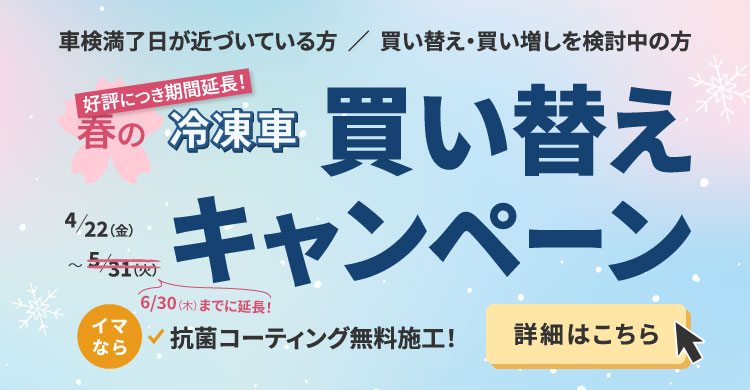 車検満了日が近づいている方 ／ 買い替え・買い増しを検討中の方
好評につき期間延長！
春の 冷凍車 買い替え
キャンペーン
4/22(金)
～5/31(火)
6/30(木)までに延長！
イマ
なら
抗菌コーティング無料施工！
詳細はこちら